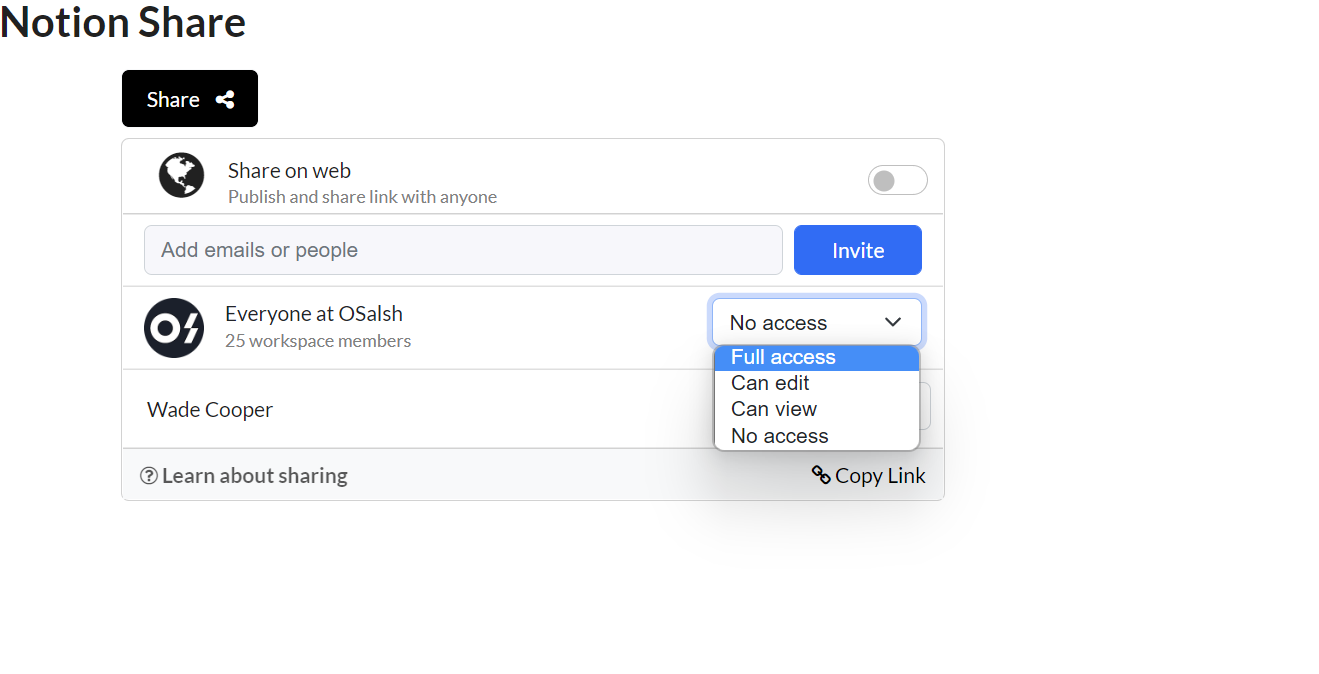 Notion Share
Share
Share on web
Publish and share link with anyone
Add emails or people
Invite
Everyone at OSalsh
25 workspace members
No access
Full access
Can edit
Can view
No access
Wade Cooper
Learn about sharing
Copy Link